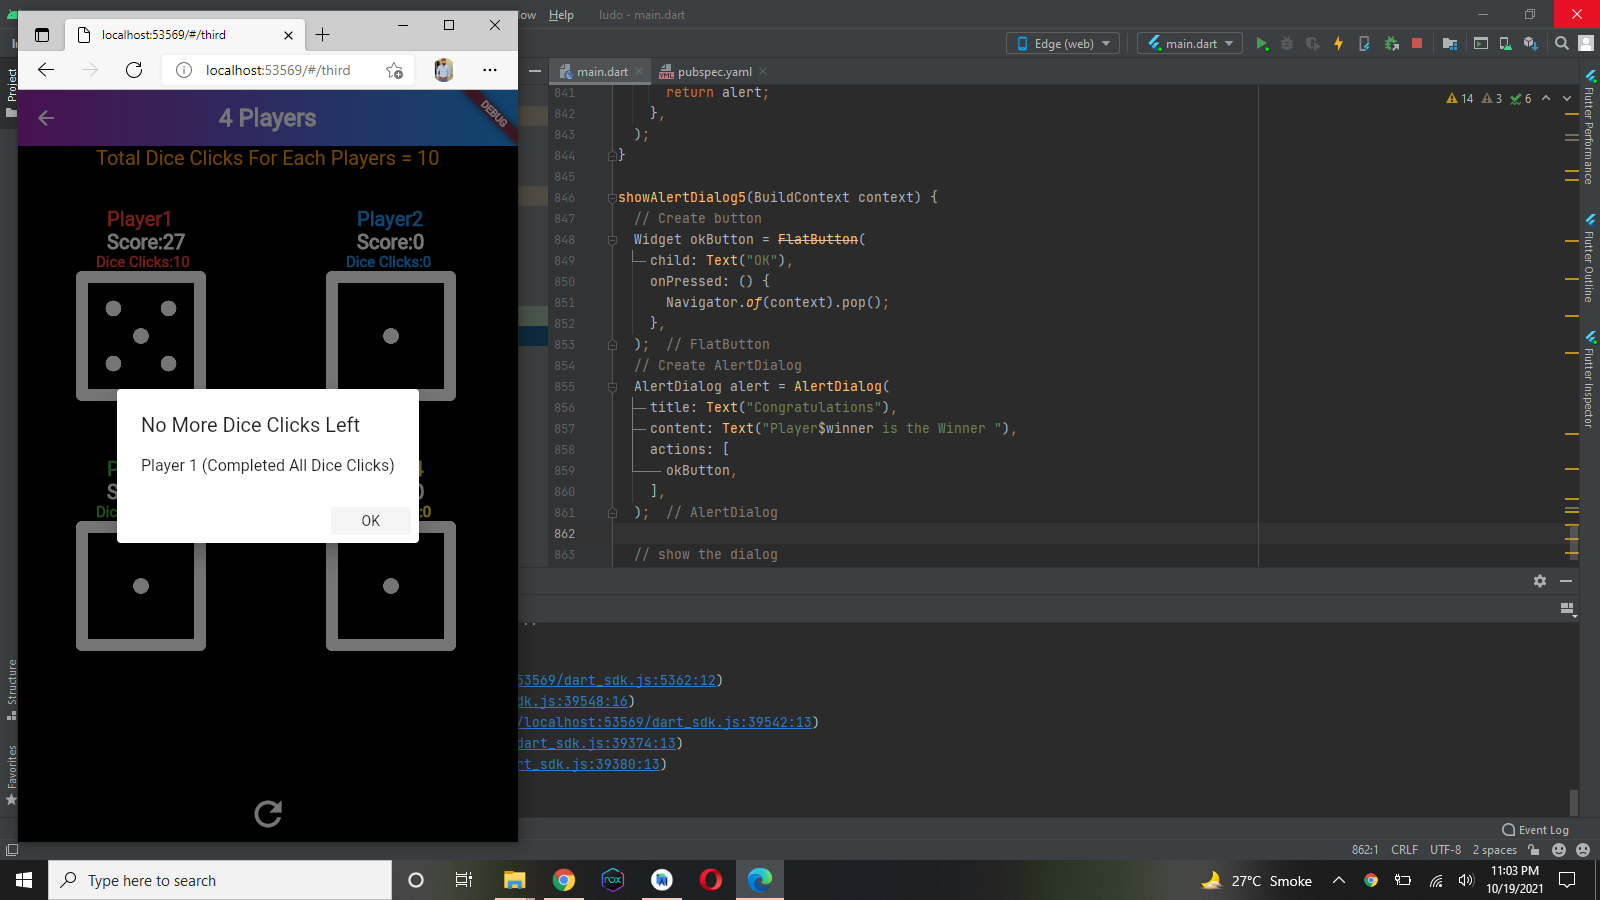 localhost:53569/#/third
localhost:53569/#/third
4 Players
DEBUG
Total Dice Clicks For Each Players = 10
Player1
Score:27
Dice Clicks:10
Player2
Score:0
Dice Clicks:0
No More Dice Clicks Left
Player 1 (Completed All Dice Clicks)
OK
Help
ludo - main.dart
Edge (web)
main.dart
main.dart
pubspec.yaml
Project
Structure
Favorites
14
3
6
841 return alert;
842 },
843 );
844 }
845
846 showAlertDialog5(BuildContext context) {
847 // Create button
848 Widget okButton = FlatButton(
849 child: Text("OK"),
850 onPressed: () {
851 Navigator.of(context).pop();
852 },
853 ); // FlatButton
854 // Create AlertDialog
855 AlertDialog alert = AlertDialog(
856 title: Text("Congratulations"),
857 content: Text("Player$winner is the Winner "),
858 actions: [
859 okButton,
860 ],
861 ); // AlertDialog
862
863 // show the dialog
Flutter Performance
Flutter Outline
Flutter Inspector
53569/dart_sdk.js:5362:12)
dk.js:39548:16)
/localhost:53569/dart_sdk.js:39542:13)
dart_sdk.js:39374:13)
rt_sdk.js:39380:13)
Event Log
862:1 CRLF UTF-8 2 spaces
Type here to search
27°C Smoke
11:03 PM
10/19/2021